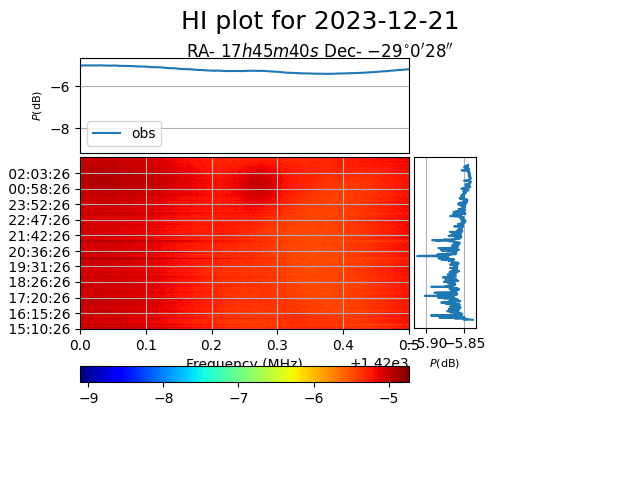 HI plot for 2023-12-21
RA- 17h45m40s Dec- −29°0′28″
P(dB)
−6
−8
obs
02:03:26
00:58:26
23:52:26
22:47:26
21:42:26
20:36:26
19:31:26
18:26:26
17:20:26
16:15:26
15:10:26
0.0 0.1 0.2 0.3 0.4 0.5
Frequency (MHz) +1.42e3
−5.90 −5.85
P(dB)
−9 −8 −7 −6 −5